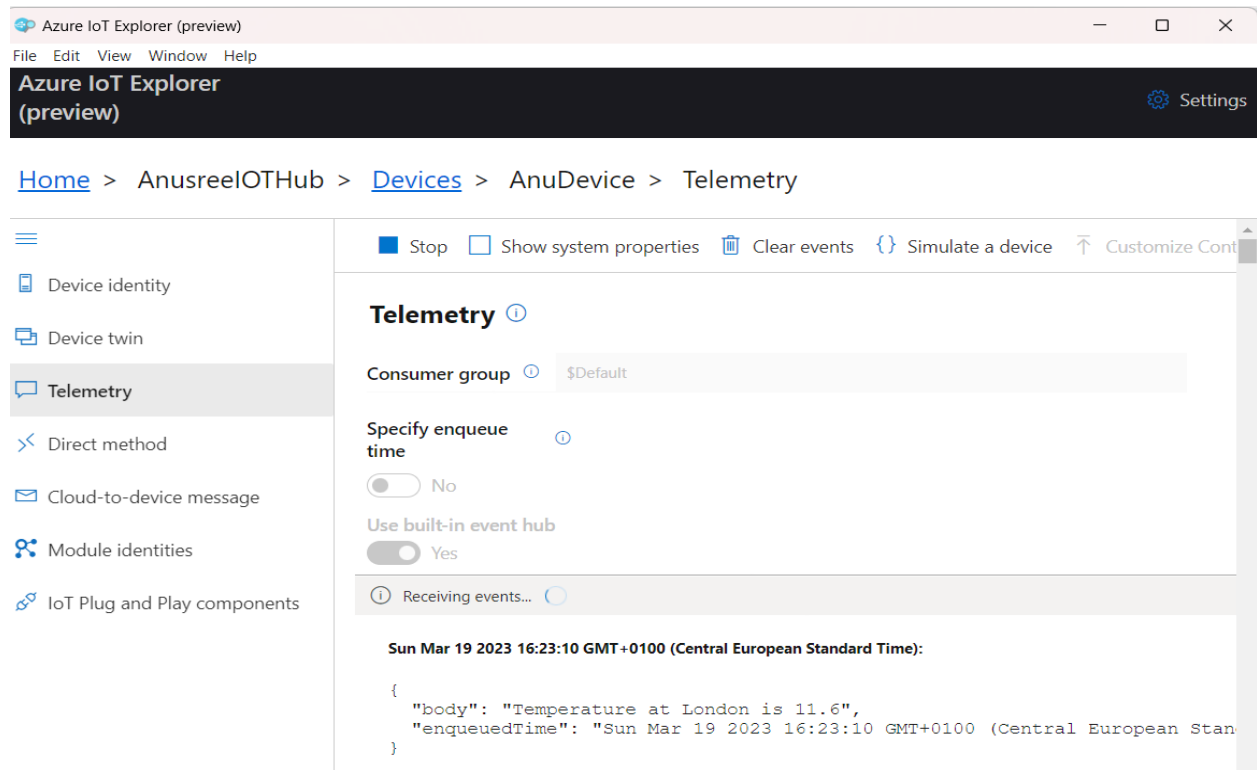 Azure IoT Explorer (preview)
File Edit View Window Help
Azure IoT Explorer
(preview)
Settings
Home > AnusreeIOTHub > Devices > AnuDevice > Telemetry
Stop Show system properties Clear events {} Simulate a device Customize Cont
Device identity
Device twin
Telemetry
Direct method
Cloud-to-device message
Module identities
IoT Plug and Play components
Telemetry
Consumer group $Default
Specify enqueue
time
No
Use built-in event hub
Yes
Receiving events...
Sun Mar 19 2023 16:23:10 GMT+0100 (Central European Standard Time):
{
"body": "Temperature at London is 11.6",
"enqueuedTime": "Sun Mar 19 2023 16:23:10 GMT+0100 (Central European Stan
}